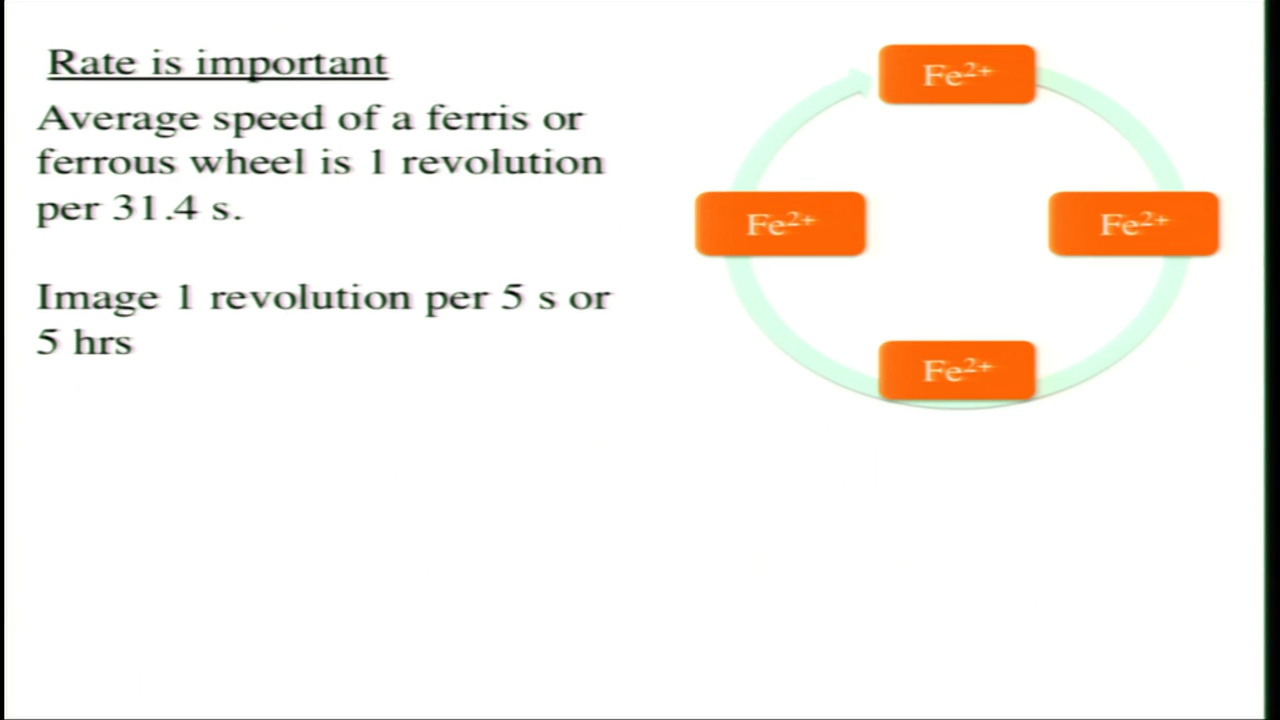 Rate is important
Average speed of a ferris or
ferrous wheel is 1 revolution
per 31.4 s.
Image 1 revolution per 5 s or
5 hrs
Fe²⁺
Fe²⁺
Fe²⁺
Fe²⁺